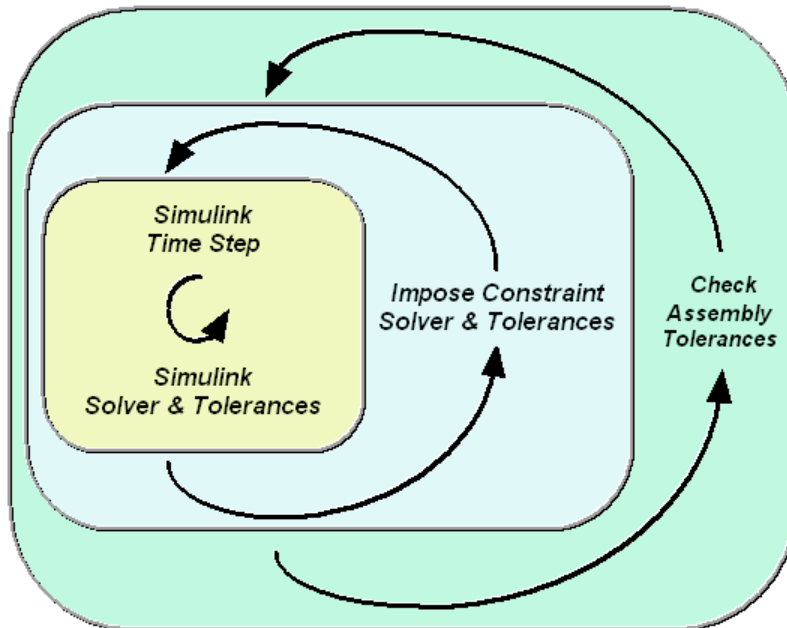 Simulink
Time Step
Simulink
Solver & Tolerances
Impose Constraint
Solver & Tolerances
Check
Assembly
Tolerances